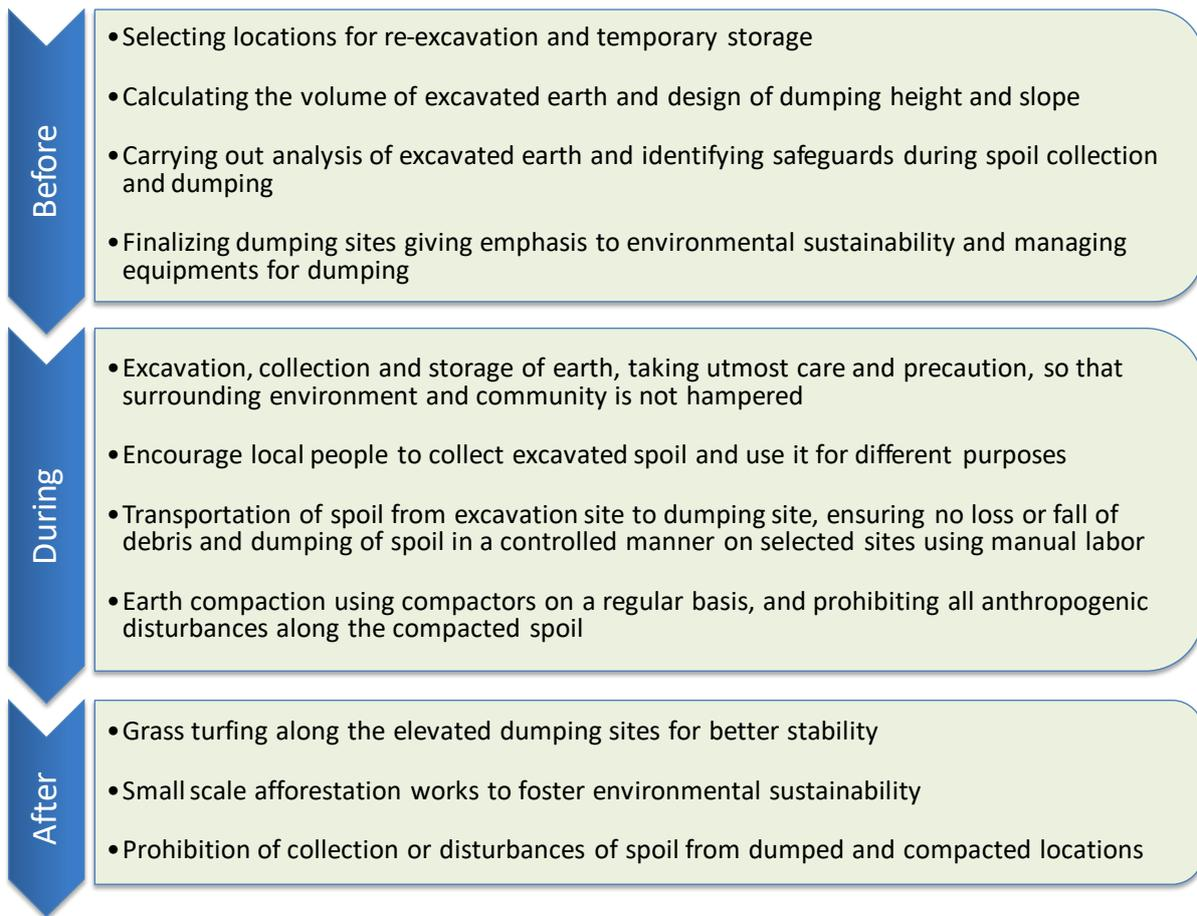 Before
•Selecting locations for re-excavation and temporary storage
•Calculating the volume of excavated earth and design of dumping height and slope
•Carrying out analysis of excavated earth and identifying safeguards during spoil collection
and dumping
•Finalizing dumping sites giving emphasis to environmental sustainability and managing
equipments for dumping
During
•Excavation, collection and storage of earth, taking utmost care and precaution, so that
surrounding environment and community is not hampered
•Encourage local people to collect excavated spoil and use it for different purposes
•Transportation of spoil from excavation site to dumping site, ensuring no loss or fall of
debris and dumping of spoil in a controlled manner on selected sites using manual labor
•Earth compaction using compactors on a regular basis, and prohibiting all anthropogenic
disturbances along the compacted spoil
After
•Grass turfing along the elevated dumping sites for better stability
•Small scale afforestation works to foster environmental sustainability
•Prohibition of collection or disturbances of spoil from dumped and compacted locations